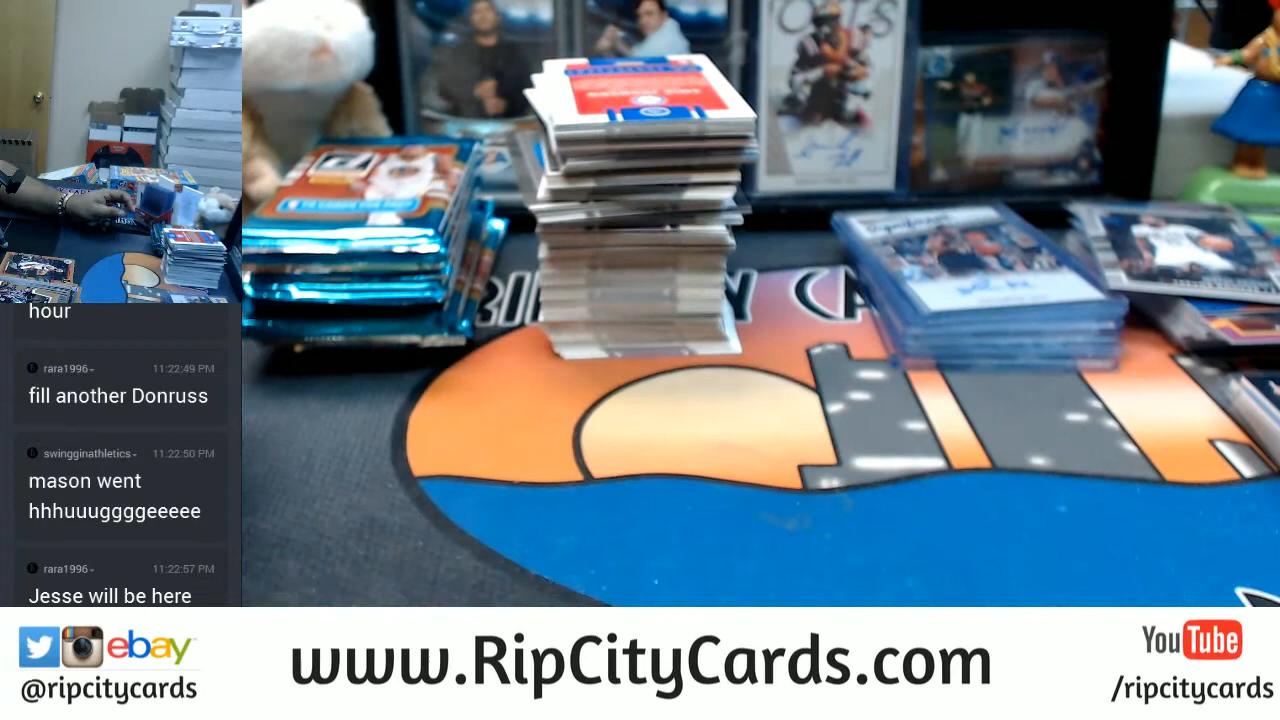 hour
rara1996 11:22:49 PM
fill another Donruss
swingginathletics 11:22:50 PM
mason went
hhhuuuggggeeeee
rara1996 11:22:57 PM
Jesse will be here
ebay
@ripcitycards
www.RipCityCards.com
YouTube
/ripcitycards